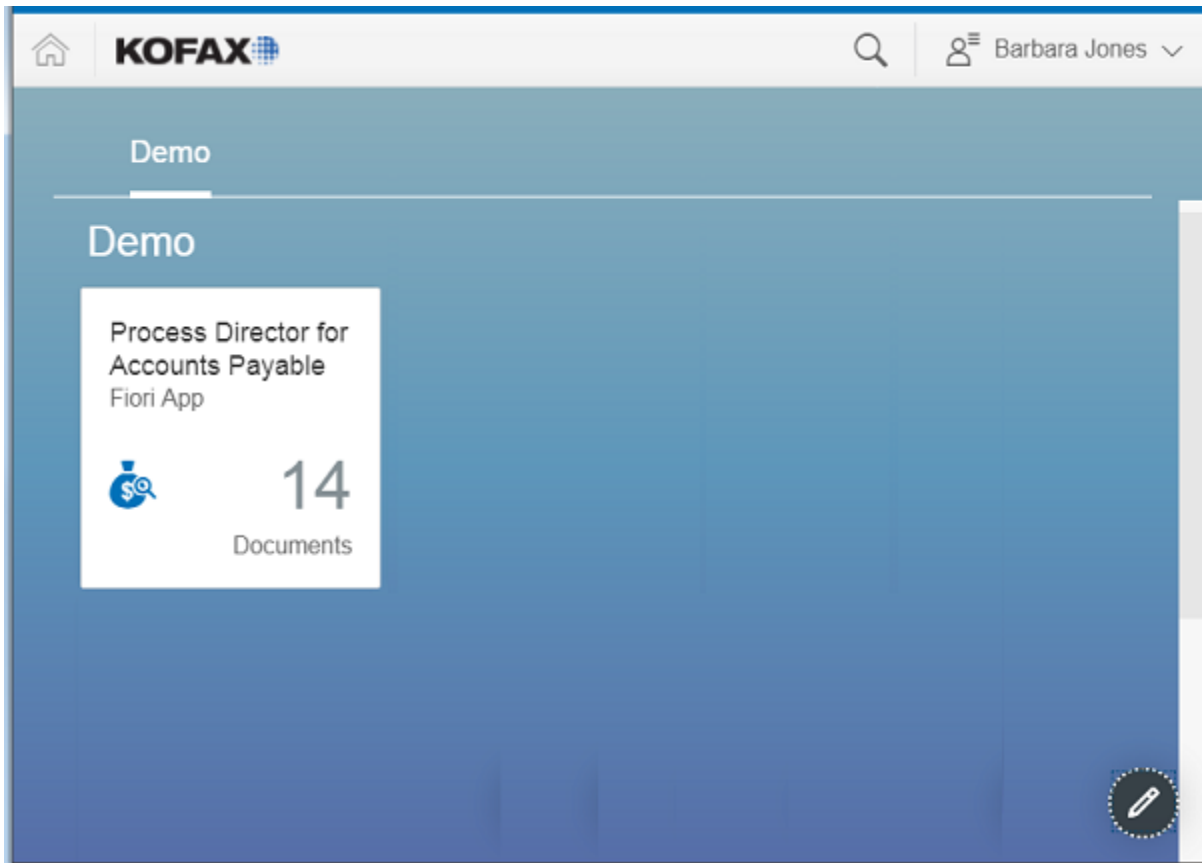 KOFAX
Barbara Jones
Demo
Demo
Process Director for
Accounts Payable
Fiori App
$
14
Documents